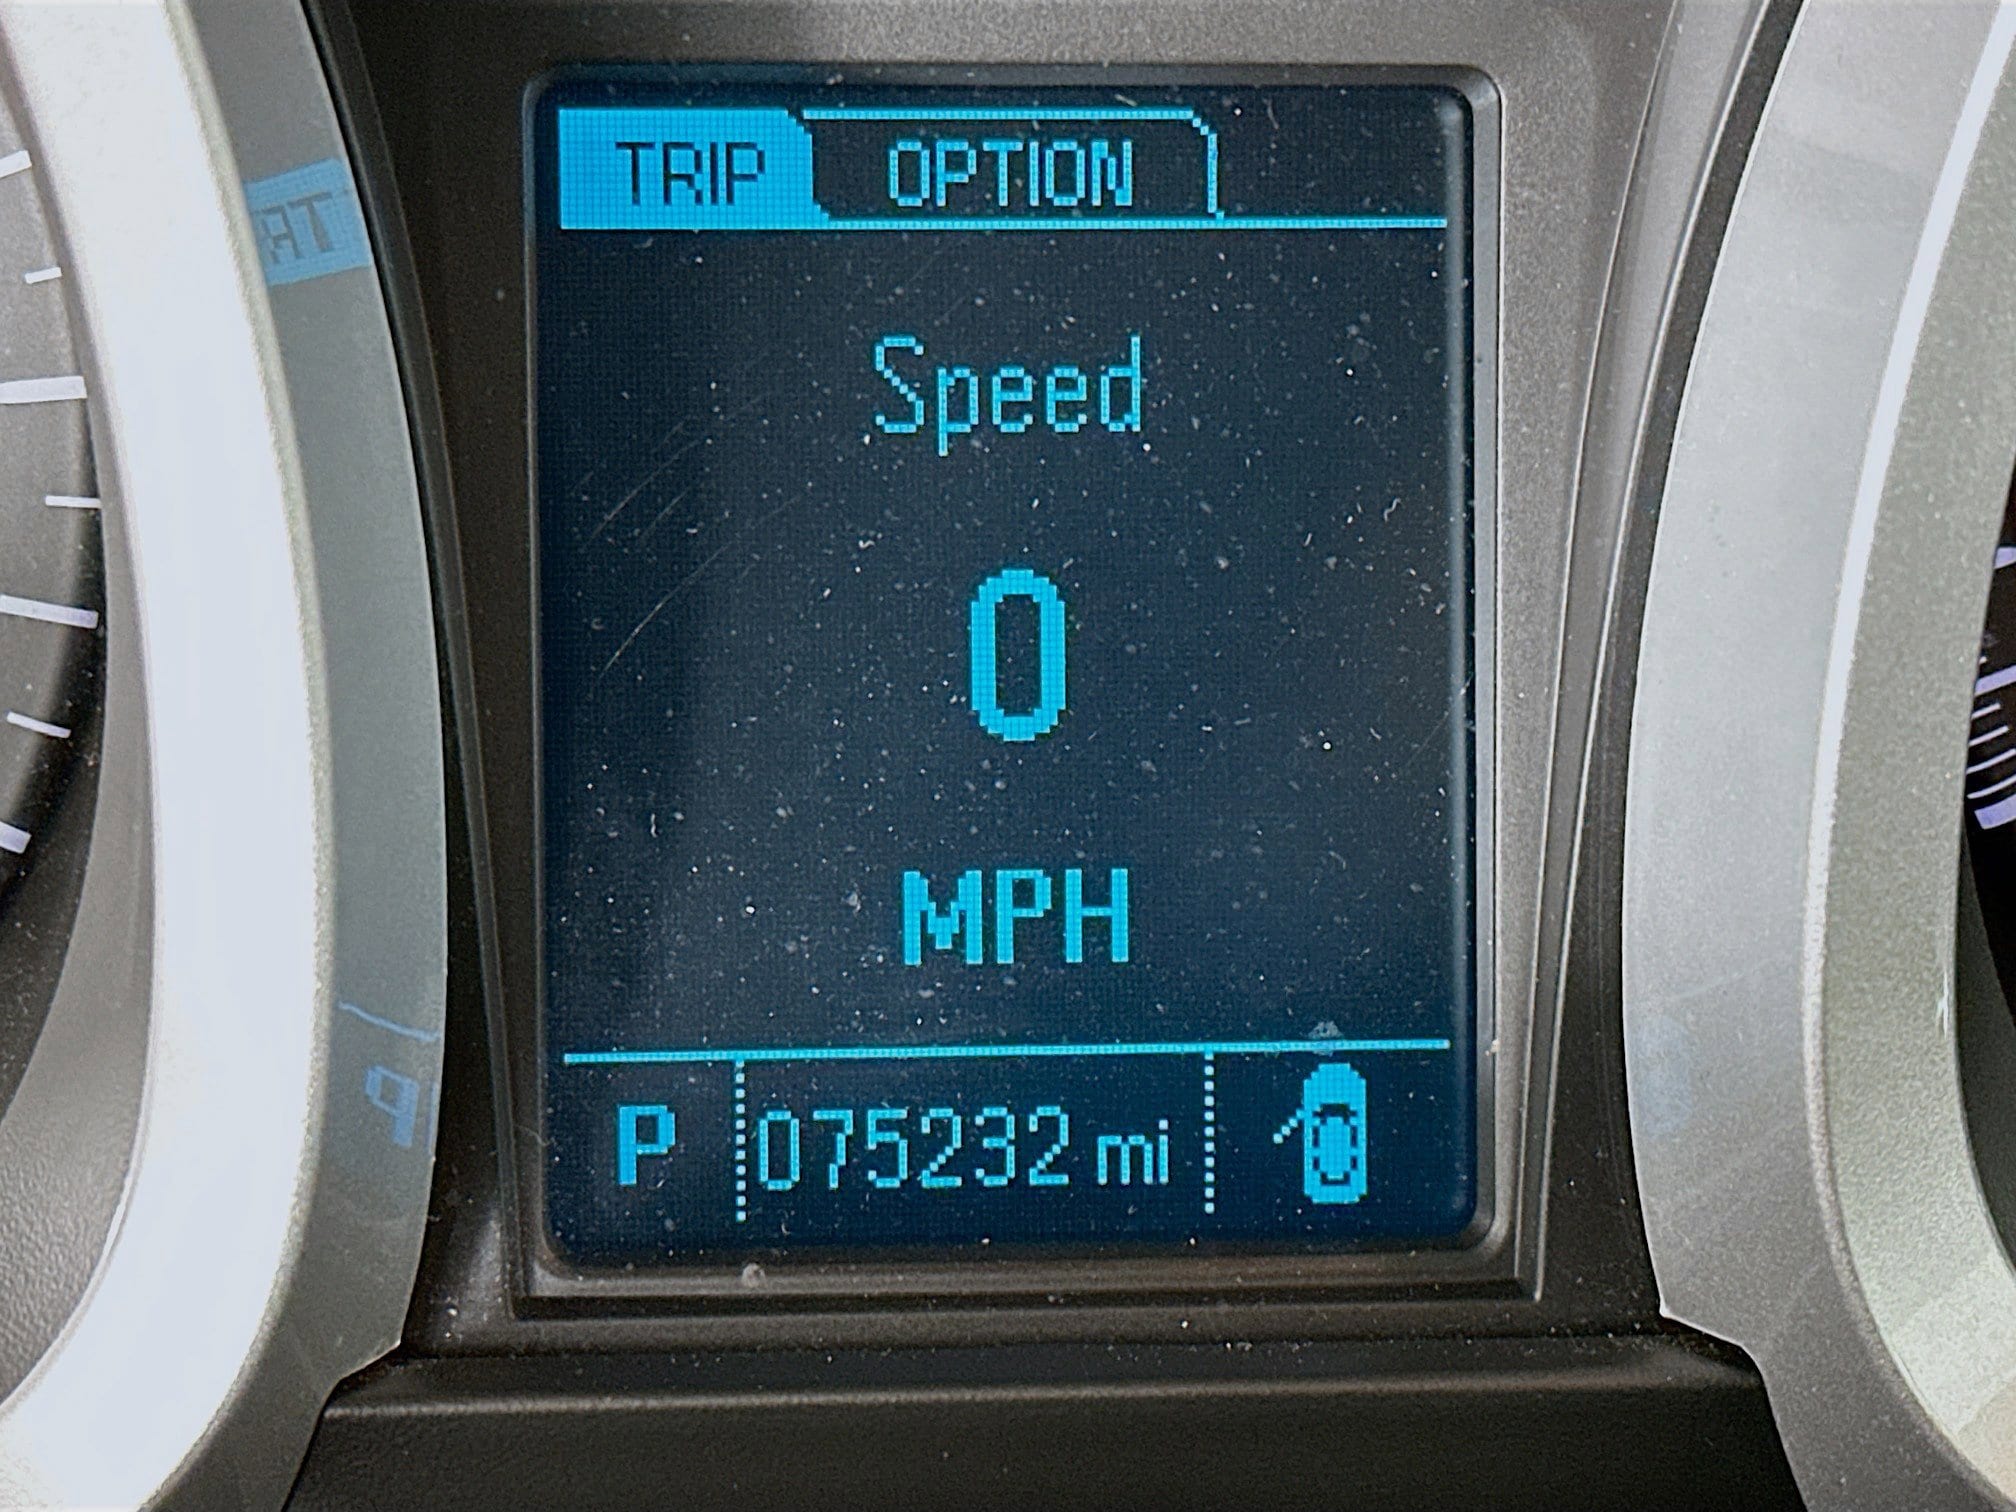 TRIP OPTION
Speed
0
MPH
P 075232 mi